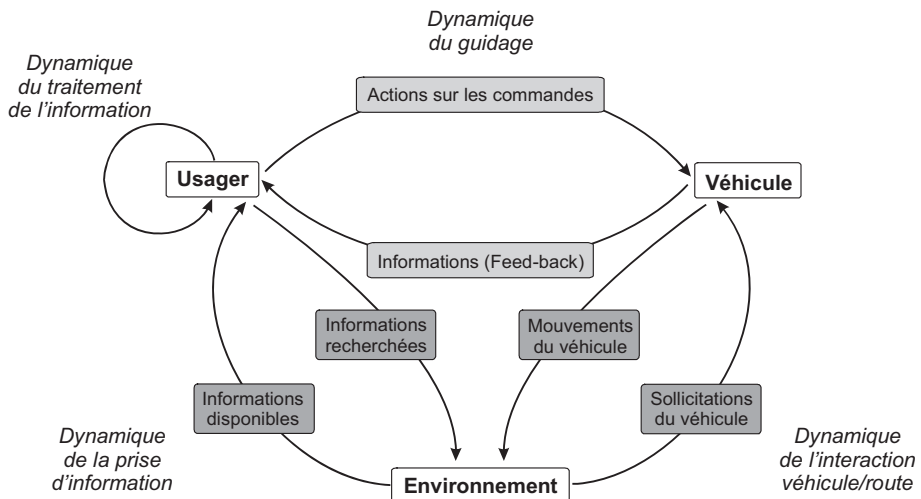 Dynamique
du guidage
Dynamique
du traitement
de l'information
Actions sur les commandes
Usager
Véhicule
Informations (Feed-back)
Informations
recherchées
Mouvements
du véhicule
Informations
disponibles
Sollicitations
du véhicule
Dynamique
de la prise
d'information
Dynamique
de l'interaction
véhicule/route
Environnement